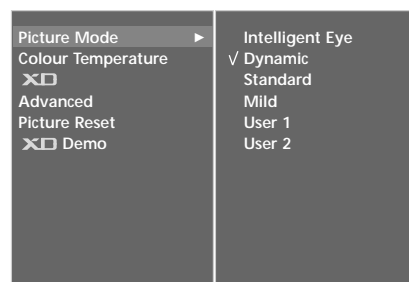 Picture Mode ►
Colour Temperature
XD
Advanced
Picture Reset
XD Demo
Intelligent Eye
√ Dynamic
Standard
Mild
User 1
User 2